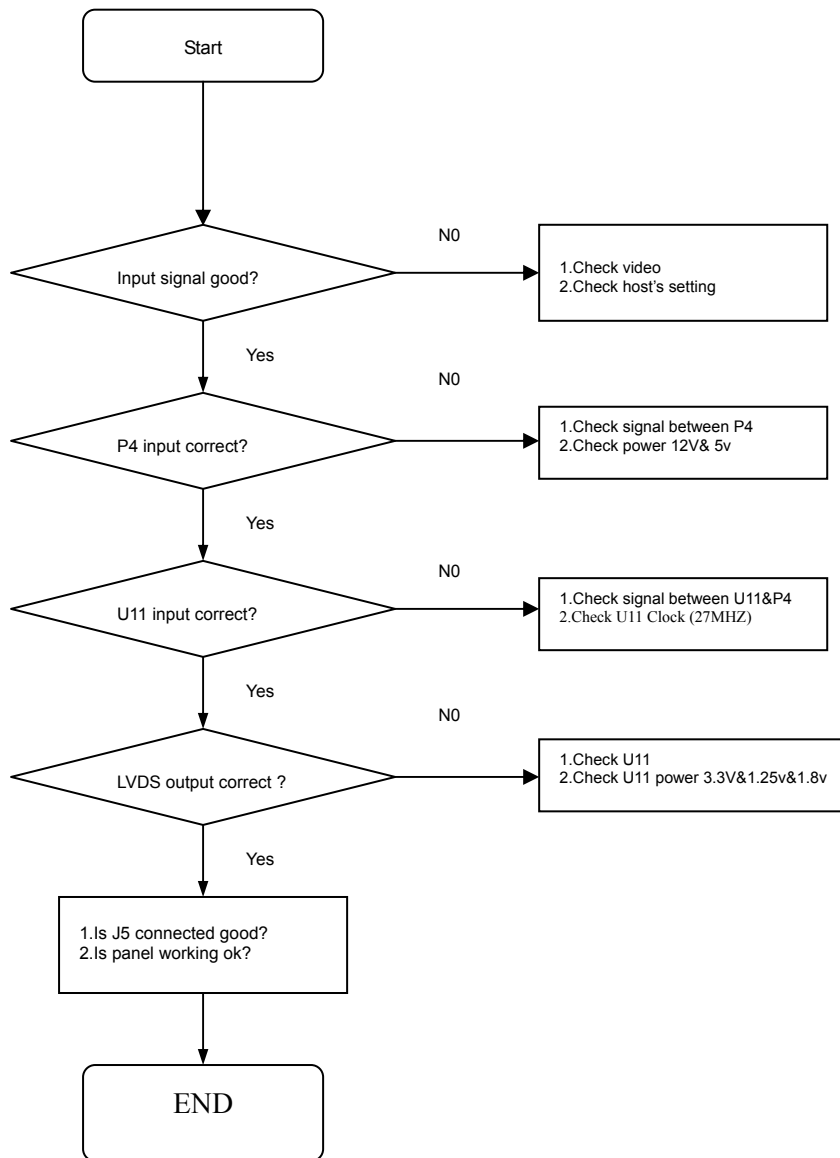 Start
Input signal good?
N0
1.Check video
2.Check host's setting
Yes
P4 input correct?
N0
1.Check signal between P4
2.Check power 12V& 5v
Yes
U11 input correct?
N0
1.Check signal between U11&P4
2.Check U11 Clock (27MHZ)
Yes
LVDS output correct ?
N0
1.Check U11
2.Check U11 power 3.3V&1.25v&1.8v
Yes
1.Is J5 connected good?
2.Is panel working ok?
END